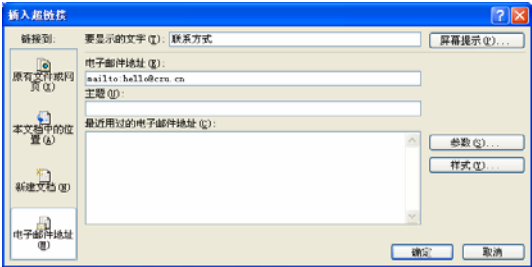 插入超链接
链接到:
要显示的文字(T): 联系方式
屏幕提示(P)...
原有文件或网
页(X)
电子邮件地址(E):
mailto:hello@czu.cn
主题(U):
本文档中的位
置(A)
最近用过的电子邮件地址(C):
参数(S)...
样式(Y)...
新建文档(N)
电子邮件地址
(M)
确定
取消